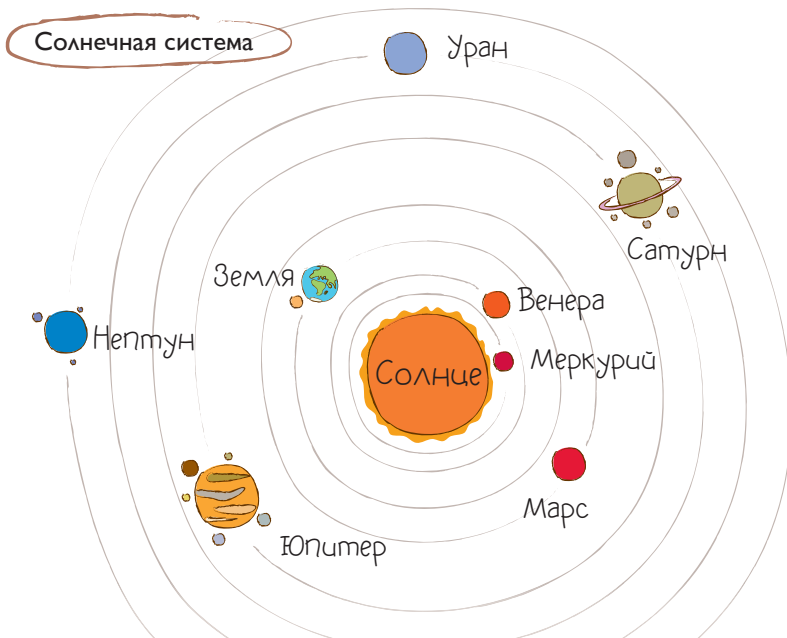 Солнечная система
Уран
Сатурн
Земля
Венера
Нептун
Меркурий
Солнце
Марс
Юпитер